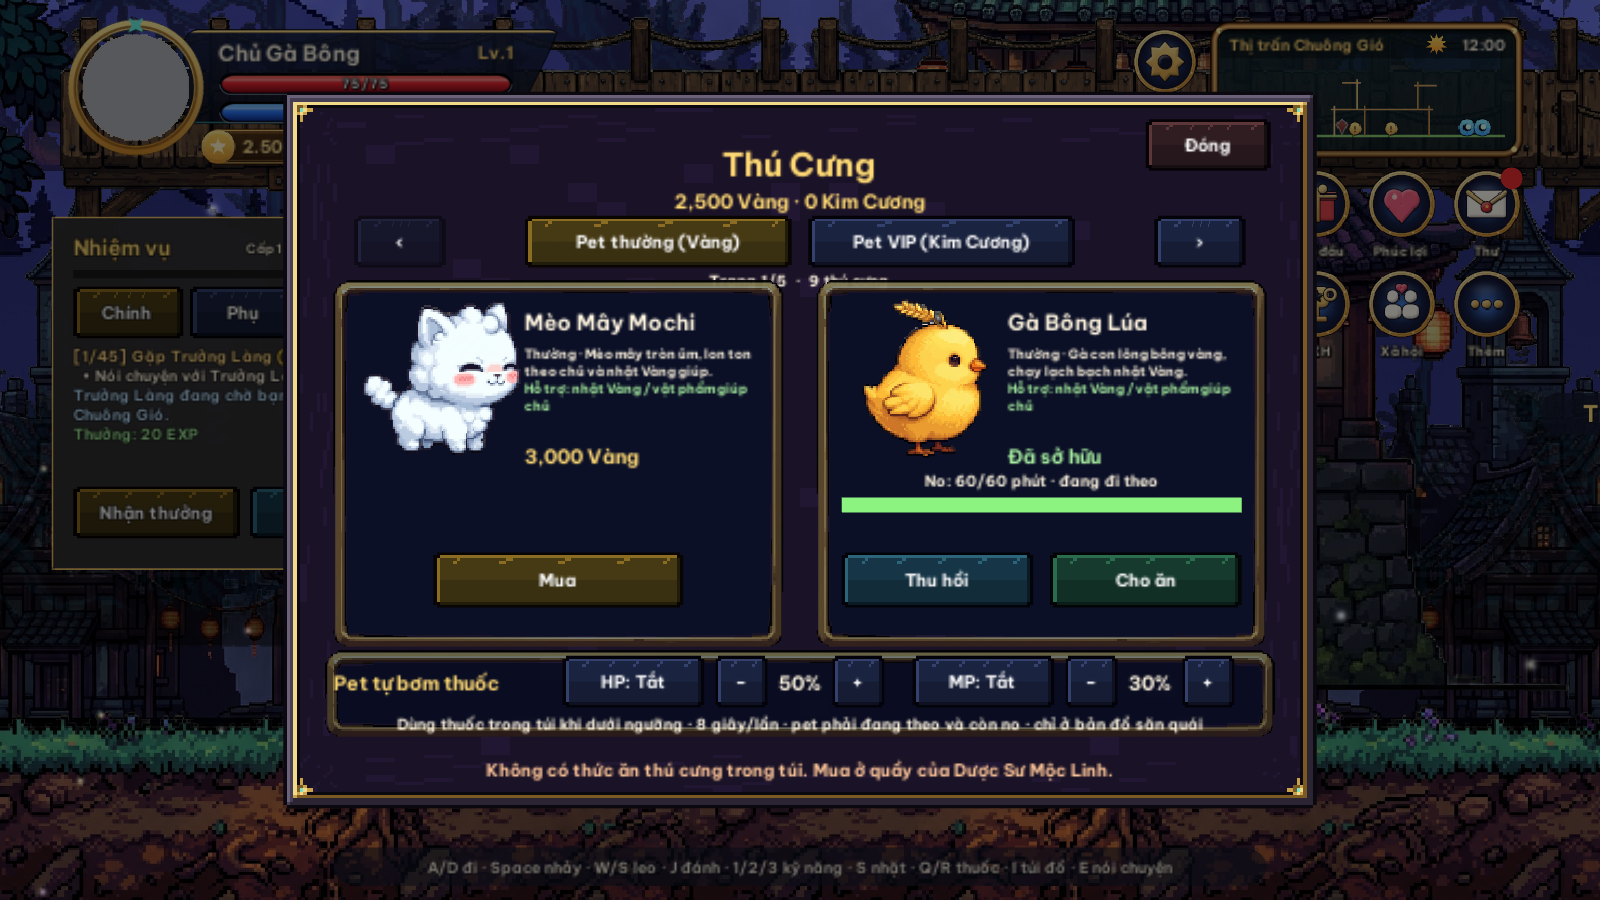 Chủ Gà Bông
Lv.1
75/75
2.50
Thị trấn Chuông Gió
12:00
Đóng
Thú Cưng
2,500 Vàng · 0 Kim Cương
‹
Pet thường (Vàng)
Pet VIP (Kim Cương)
›
Trang 1/5 · 9 thú cưng
Nhiệm vụ
Cấp 1
Chính
Phụ
[1/45] Gặp Trưởng Làng (
• Nói chuyện với Trưởng L
Trưởng Làng đang chờ bạn
Chuông Gió.
Thưởng: 20 EXP
Nhận thưởng
Mèo Mây Mochi
Thường · Mèo mây tròn úm, lon ton
theo chủ và nhặt Vàng giúp.
Hỗ trợ: nhặt Vàng / vật phẩm giúp
chủ
3,000 Vàng
Mua
Gà Bông Lúa
Thường · Gà con lông bông vàng,
chạy lạch bạch nhặt Vàng.
Hỗ trợ: nhặt Vàng / vật phẩm giúp
chủ
Đã sở hữu
No: 60/60 phút · đang đi theo
Thu hồi
Cho ăn
Phúc lợi
Thư
Xã hội
Thêm
T
Pet tự bơm thuốc
HP: Tắt
-
50%
+
MP: Tắt
-
30%
+
Dùng thuốc trong túi khi dưới ngưỡng · 8 giây/lần · pet phải đang theo và còn no · chỉ ở bản đồ săn quái
Không có thức ăn thú cưng trong túi. Mua ở quầy của Dược Sư Mộc Linh.
A/D đi · Space nhảy · W/S leo · J đánh · 1/2/3 kỹ năng · S nhặt · Q/R thuốc · I túi đồ · E nói chuyện